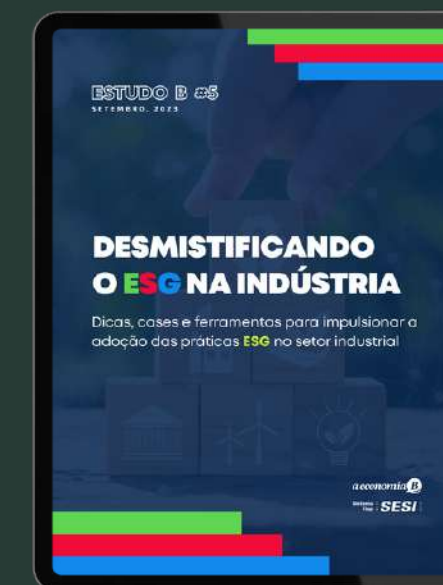 ESTUDO B #5
SETEMBRO, 2023
DESMISTIFICANDO
O ESG NA INDÚSTRIA
Dicas, cases e ferramentas para impulsionar a
adoção das práticas ESG no setor industrial
a economia B
SESI